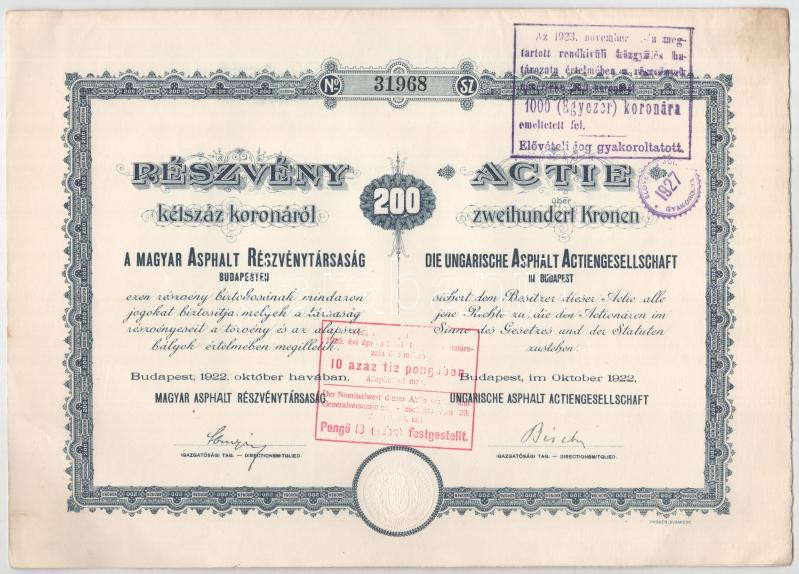 Az 1923. november
tartott rendkívüli közgyülés ha-
tározata értelmében a részvények
1000 (Egyezer) koronára
emeltetett fel.
Elővételi jog gyakoroltatott.
No 31968 SZ
1927
RÉSZVÉNY
kétszáz koronáról
200
ACTIE
über
zweihundert Kronen
A MAGYAR ASPHALT RÉSZVÉNYTÁRSASÁG
BUDAPESTEN
ezen részvény birtokosának mindazon
jogokat biztositja, melyek a társaság
részvényeseit a törvény és az alapsza-
bályok értelmében megilletik.
Budapest, 1922. október havában.
MAGYAR ASPHALT RÉSZVÉNYTÁRSASÁG
IGAZGATÓSÁGI TAG. — DIRECTIONSMITGLIED.
DIE UNGARISCHE ASPHALT ACTIENGESELLSCHAFT
IN BUDAPEST
sichert dem Besitzer dieser Actie alle
jene Rechte zu, die den Actionären im
Sinne des Gesetzes und der Statuten
zustehen.
Budapest, im Oktober 1922.
UNGARISCHE ASPHALT ACTIENGESELLSCHAFT
IGAZGATÓSÁGI TAG. — DIRECTIONSMITGLIED.
10 azaz tíz pengőben
Der Nominalwert dieser Aktie
Pengő 10 festgestellt.